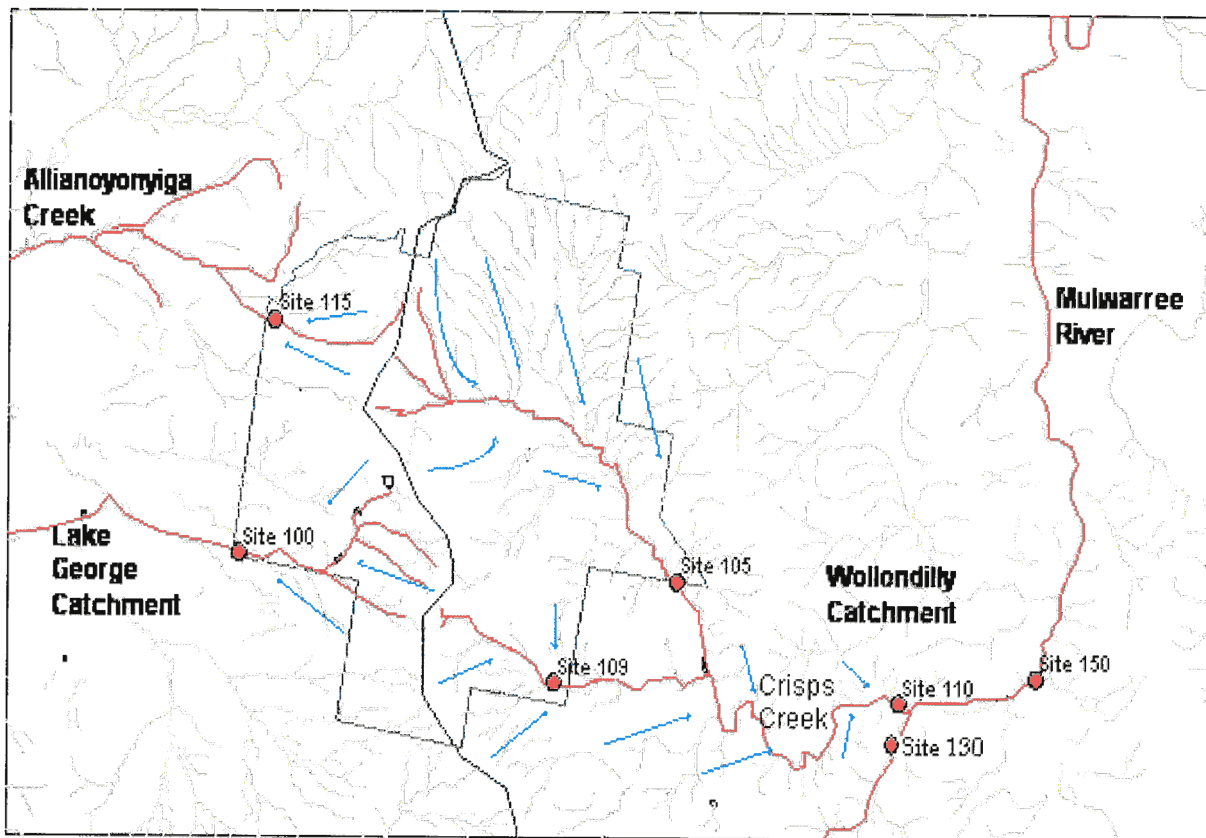 Allianoyonyiga
Creek
Site 115
Mulwarree
River
Lake
George
Catchment
Site 100
Site 105
Wollondilly
Catchment
Site 109
Crisps
Creek
Site 150
Site 110
Site 130